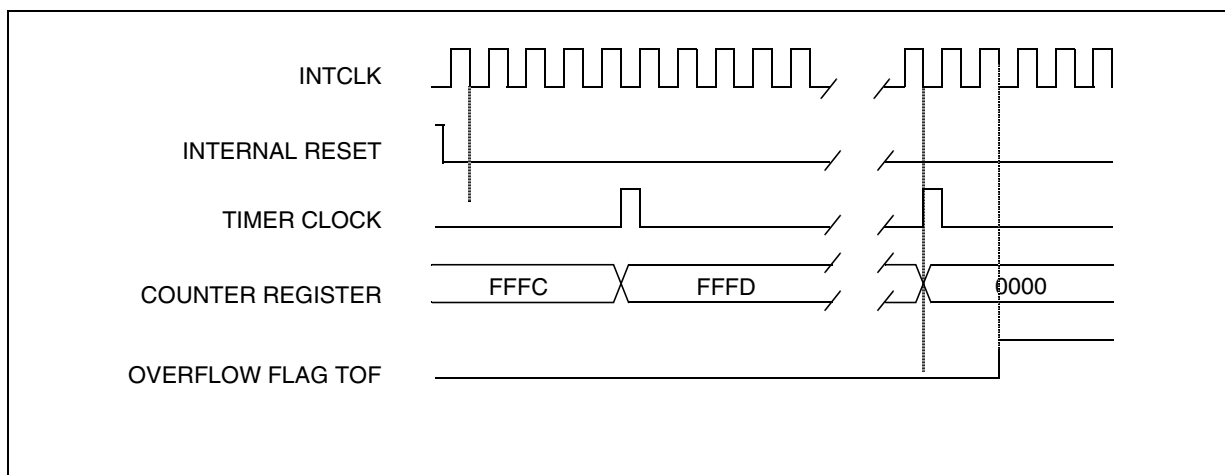 INTCLK
INTERNAL RESET
TIMER CLOCK
COUNTER REGISTER
FFFC
FFFD
0000
OVERFLOW FLAG TOF